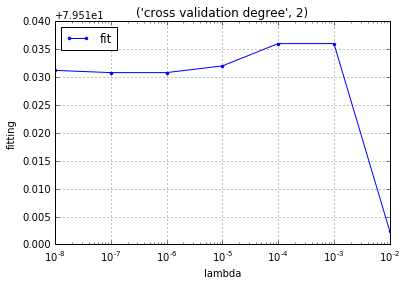 ('cross validation degree', 2)
+7.951e1
0.040
0.035
0.030
0.025
0.020
0.015
0.010
0.005
0.000
fitting
fit
10^-8 10^-7 10^-6 10^-5 10^-4 10^-3 10^-2
lambda